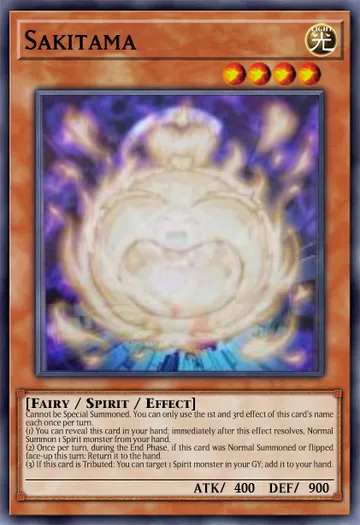 SAKITAMA
LIGHT
光
[FAIRY / SPIRIT / EFFECT]
Cannot be Special Summoned. You can only use the 1st and 3rd effect of this card's name
each once per turn.
(1) You can reveal this card in your hand; immediately after this effect resolves, Normal
Summon 1 Spirit monster from your hand.
(2) Once per turn, during the End Phase, if this card was Normal Summoned or flipped
face-up this turn: Return it to the hand.
(3) If this card is Tributed: You can target 1 Spirit monster in your GY; add it to your hand.
ATK/ 400 DEF/ 900